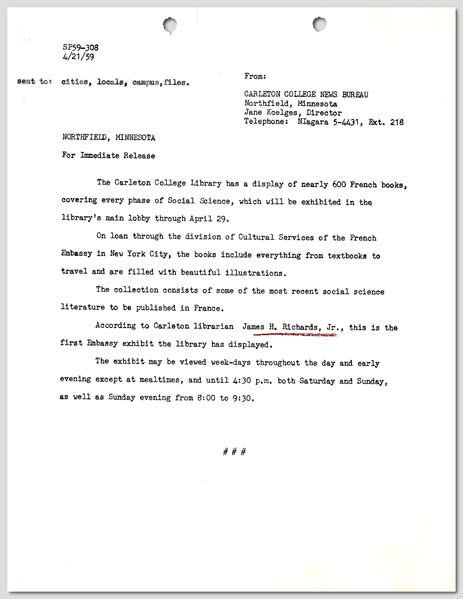 SP59-308
4/21/59
sent to: cities, locals, campus,files.
From:
CARLETON COLLEGE NEWS BUREAU
Northfield, Minnesota
Jane Koelges, Director
Telephone: NIagara 5-4431, Ext. 218
NORTHFIELD, MINNESOTA
For Immediate Release
The Carleton College Library has a display of nearly 600 French books,
covering every phase of Social Science, which will be exhibited in the
library's main lobby through April 29.
On loan through the division of Cultural Services of the French
Embassy in New York City, the books include everything from textbooks to
travel and are filled with beautiful illustrations.
The collection consists of some of the most recent social science
literature to be published in France.
According to Carleton librarian James H. Richards, Jr., this is the
first Embassy exhibit the library has displayed.
The exhibit may be viewed week-days throughout the day and early
evening except at mealtimes, and until 4:30 p.m. both Saturday and Sunday,
as well as Sunday evening from 8:00 to 9:30.
# # #